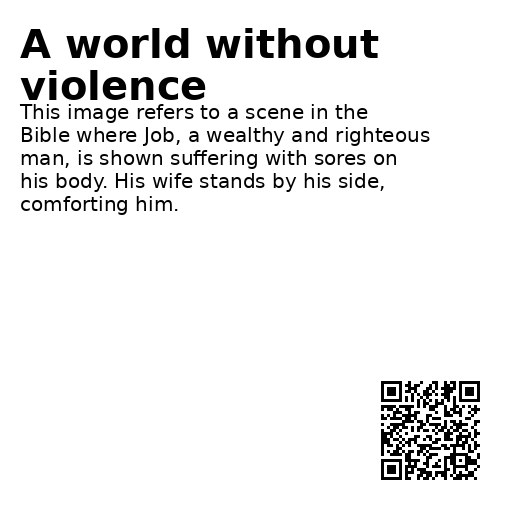 A world without
violence
This image refers to a scene in the
Bible where Job, a wealthy and righteous
man, is shown suffering with sores on
his body. His wife stands by his side,
comforting him.